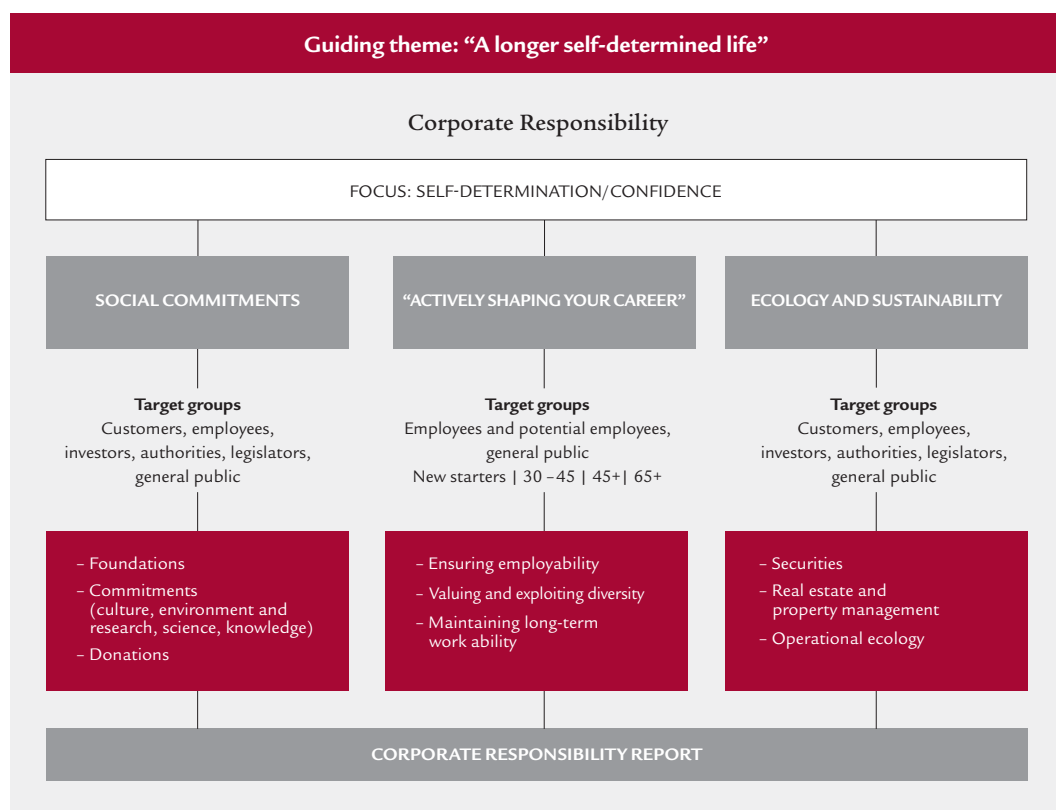 Guiding theme: “A longer self-determined life”
Corporate Responsibility
FOCUS: SELF-DETERMINATION/CONFIDENCE
SOCIAL COMMITMENTS
Target groups
Customers, employees,
investors, authorities, legislators,
general public
– Foundations
– Commitments
(culture, environment and
research, science, knowledge)
– Donations
“ACTIVELY SHAPING YOUR CAREER”
Target groups
Employees and potential employees,
general public
New starters | 30 –45 | 45+| 65+
– Ensuring employability
– Valuing and exploiting diversity
– Maintaining long-term
work ability
ECOLOGY AND SUSTAINABILITY
Target groups
Customers, employees,
investors, authorities, legislators,
general public
– Securities
– Real estate and
property management
– Operational ecology
CORPORATE RESPONSIBILITY REPORT